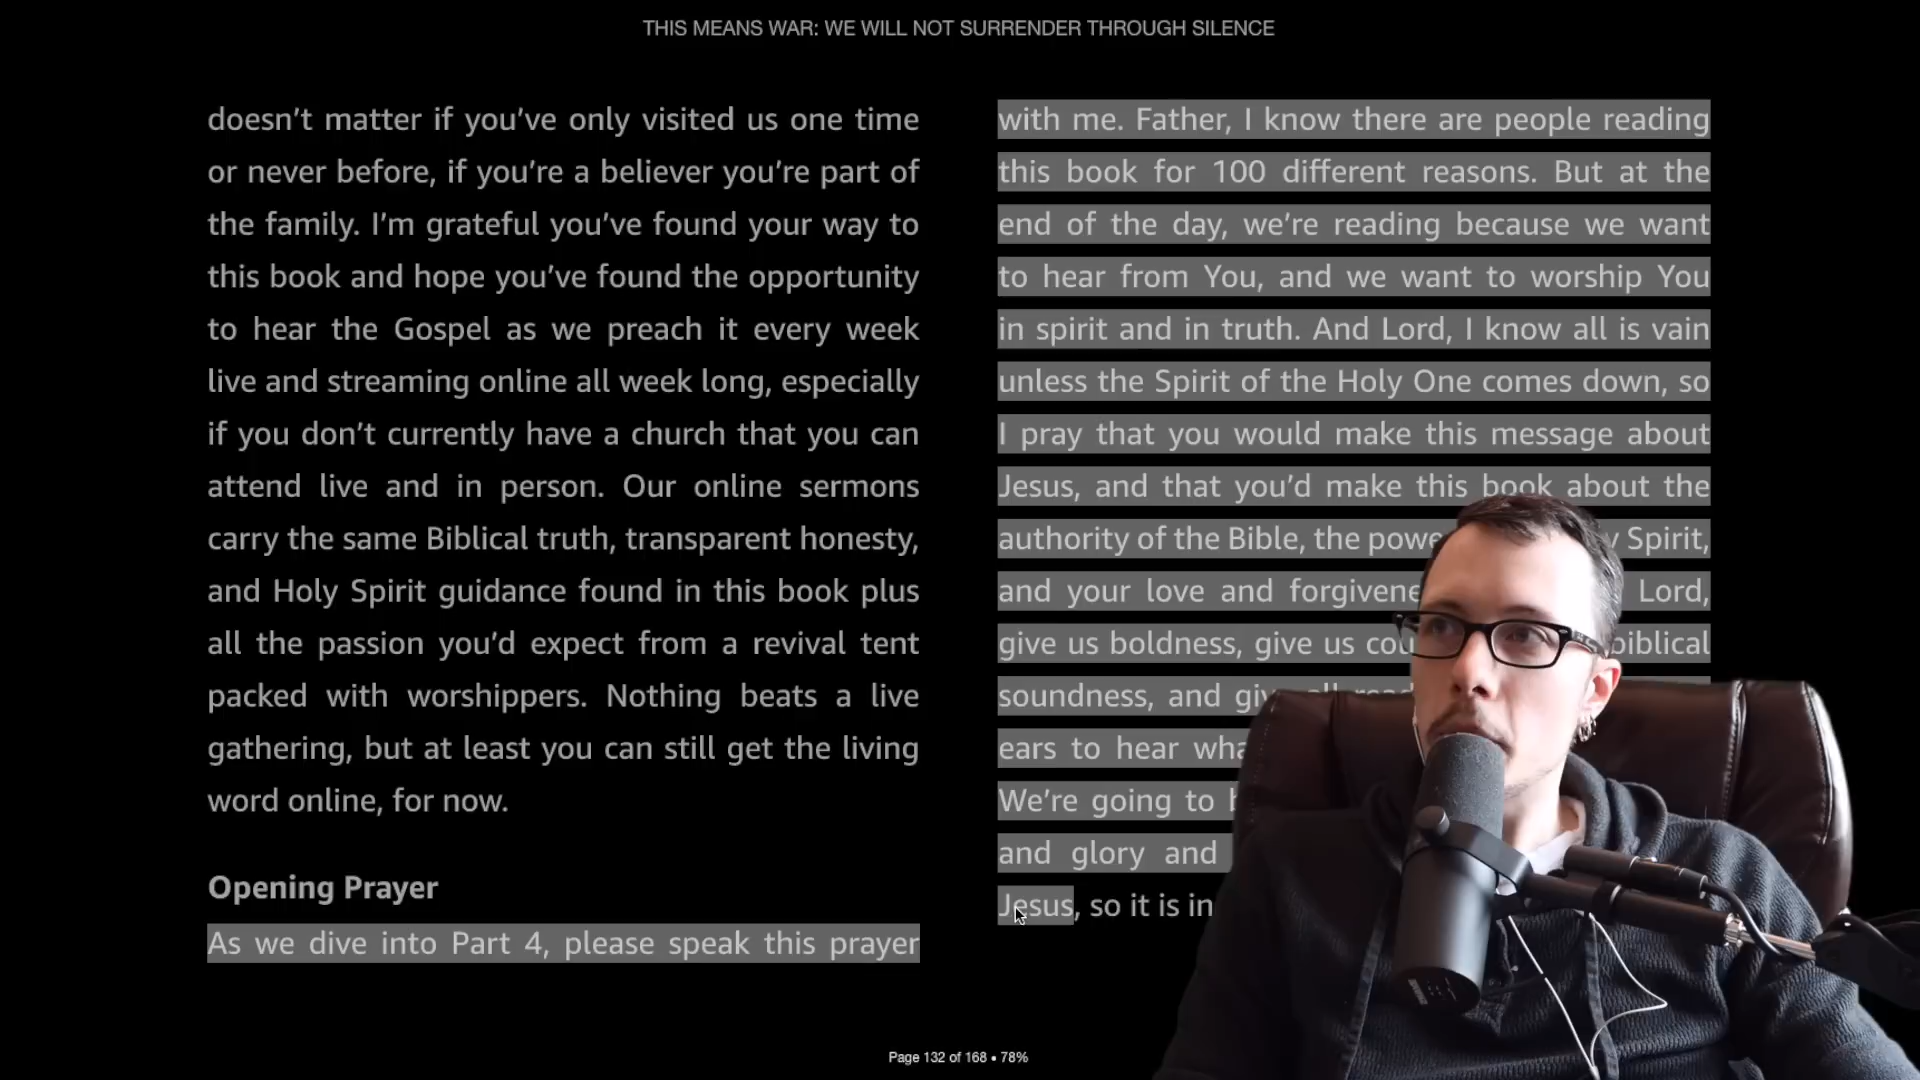 THIS MEANS WAR: WE WILL NOT SURRENDER THROUGH SILENCE
doesn't matter if you've only visited us one time
or never before, if you're a believer you're part of
the family. I'm grateful you've found your way to
this book and hope you've found the opportunity
to hear the Gospel as we preach it every week
live and streaming online all week long, especially
if you don't currently have a church that you can
attend live and in person. Our online sermons
carry the same Biblical truth, transparent honesty,
and Holy Spirit guidance found in this book plus
all the passion you'd expect from a revival tent
packed with worshippers. Nothing beats a live
gathering, but at least you can still get the living
word online, for now.
Opening Prayer
As we dive into Part 4, please speak this prayer
with me. Father, I know there are people reading
this book for 100 different reasons. But at the
end of the day, we're reading because we want
to hear from You, and we want to worship You
in spirit and in truth. And Lord, I know all is vain
unless the Spirit of the Holy One comes down, so
I pray that you would make this message about
Jesus, and that you'd make this book about the
authority of the Bible, the Spirit,
and your love and Lord,
give us boldness, give us biblical
soundness, and
ears to hear
We're going to
and glory and
Jesus, so it is in
Page 132 of 168 • 78%